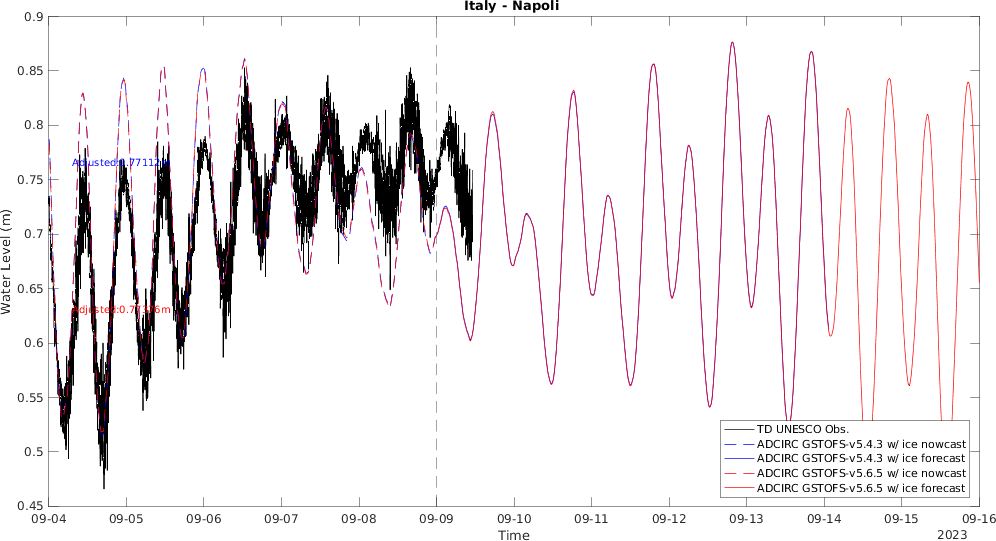 Italy - Napoli
0.9
0.85
0.8
0.75
0.7
0.65
0.6
0.55
0.5
0.45
Water Level (m)
Adjusted:0.77112m
Adjusted:0.77376m
TD UNESCO Obs.
ADCIRC GSTOFS-v5.4.3 w/ ice nowcast
ADCIRC GSTOFS-v5.4.3 w/ ice forecast
ADCIRC GSTOFS-v5.6.5 w/ ice nowcast
ADCIRC GSTOFS-v5.6.5 w/ ice forecast
09-04 09-05 09-06 09-07 09-08 09-09 09-10 09-11 09-12 09-13 09-14 09-15 09-16
Time
2023